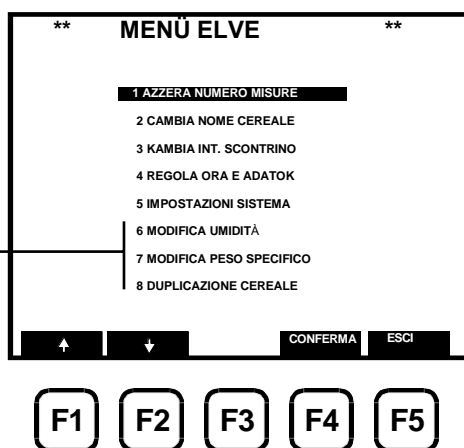 ** MENÜ ELVE **
1 AZZERA NUMERO MISURE
2 CAMBIA NOME CEREALE
3 KAMBIA INT. SCONTRINO
4 REGOLA ORA E ADATOK
5 IMPOSTAZIONI SISTEMA
6 MODIFICA UMIDITÀ
7 MODIFICA PESO SPECIFICO
8 DUPLICAZIONE CEREALE
CONFERMA ESCI
F1 F2 F3 F4 F5